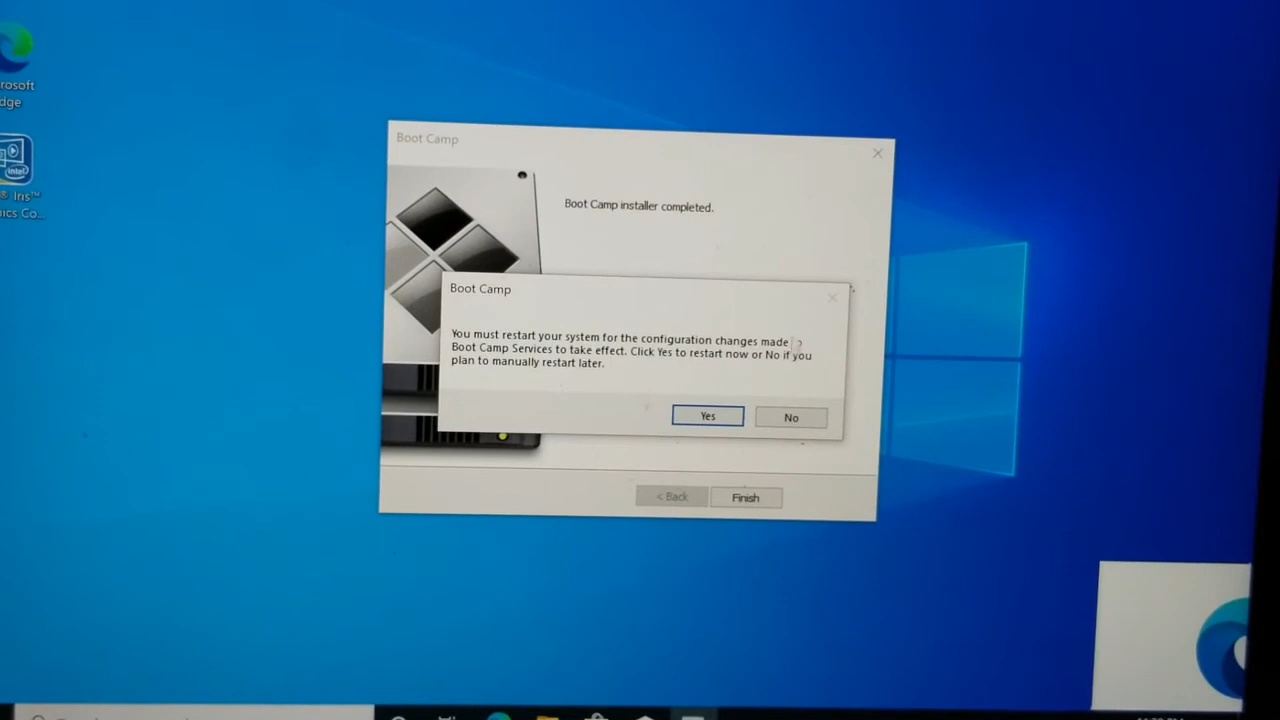 rosoft
dge
intel
® Iris™
ics Co...
Boot Camp
Boot Camp installer completed.
Boot Camp
You must restart your system for the configuration changes made
Boot Camp Services to take effect. Click Yes to restart now or No if you
plan to manually restart later.
Yes
No
< Back
Finish